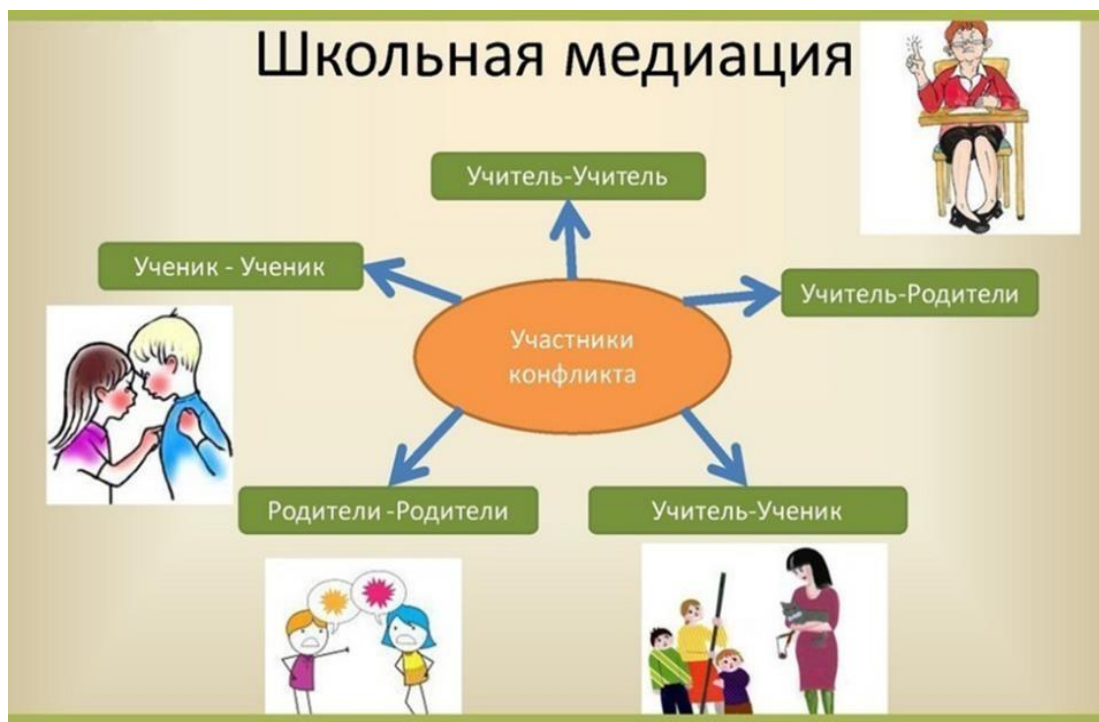 Школьная медиация
Учитель-Учитель
Ученик - Ученик
Учитель-Родители
Участники
конфликта
Родители -Родители
Учитель-Ученик